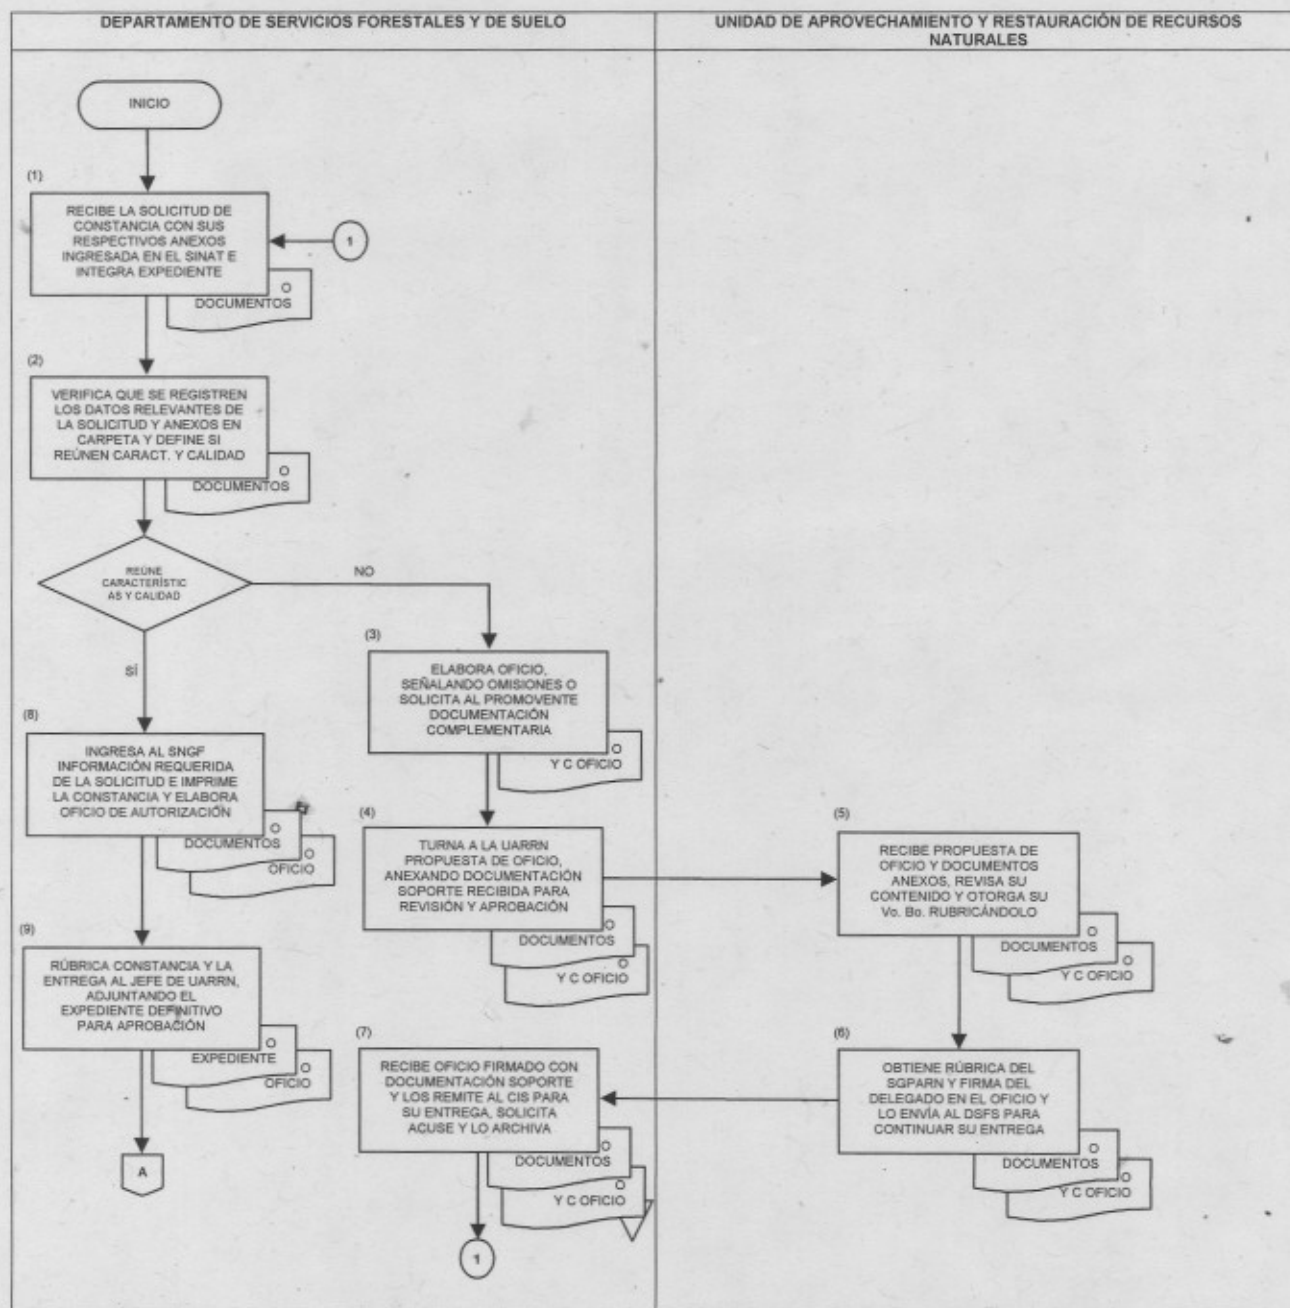 DEPARTAMENTO DE SERVICIOS FORESTALES Y DE SUELO
UNIDAD DE APROVECHAMIENTO Y RESTAURACIÓN DE RECURSOS
NATURALES
INICIO
(1)
RECIBE LA SOLICITUD DE
CONSTANCIA CON SUS
RESPECTIVOS ANEXOS
INGRESADA EN EL SINAT E
INTEGRA EXPEDIENTE
1
O
DOCUMENTOS
(2)
VERIFICA QUE SE REGISTREN
LOS DATOS RELEVANTES DE
LA SOLICITUD Y ANEXOS EN
CARPETA Y DEFINE SI
REÚNEN CARACT. Y CALIDAD
O
DOCUMENTOS
REÚNE
CARACTERÍSTIC
AS Y CALIDAD
NO
SÍ
(3)
ELABORA OFICIO,
SEÑALANDO OMISIONES O
SOLICITA AL PROMOVENTE
DOCUMENTACIÓN
COMPLEMENTARIA
O
Y C OFICIO
(8)
INGRESA AL SNGF
INFORMACIÓN REQUERIDA
DE LA SOLICITUD E IMPRIME
LA CONSTANCIA Y ELABORA
OFICIO DE AUTORIZACIÓN
O
DOCUMENTOS
O
OFICIO
(4)
TURNA A LA UARRN
PROPUESTA DE OFICIO,
ANEXANDO DOCUMENTACIÓN
SOPORTE RECIBIDA PARA
REVISIÓN Y APROBACIÓN
O
DOCUMENTOS
O
Y C OFICIO
(5)
RECIBE PROPUESTA DE
OFICIO Y DOCUMENTOS
ANEXOS, REVISA SU
CONTENIDO Y OTORGA SU
Vo. Bo. RUBRICÁNDOLO
O
DOCUMENTOS
O
Y C OFICIO
(9)
RÚBRICA CONSTANCIA Y LA
ENTREGA AL JEFE DE UARRN,
ADJUNTANDO EL
EXPEDIENTE DEFINITIVO
PARA APROBACIÓN
O
EXPEDIENTE
O
OFICIO
A
(7)
RECIBE OFICIO FIRMADO CON
DOCUMENTACIÓN SOPORTE
Y LOS REMITE AL CIS PARA
SU ENTREGA, SOLICITA
ACUSE Y LO ARCHIVA
O
DOCUMENTOS
O
Y C OFICIO
1
(6)
OBTIENE RÚBRICA DEL
SGPARN Y FIRMA DEL
DELEGADO EN EL OFICIO Y
LO ENVÍA AL DSFS PARA
CONTINUAR SU ENTREGA
O
DOCUMENTOS
O
Y C OFICIO